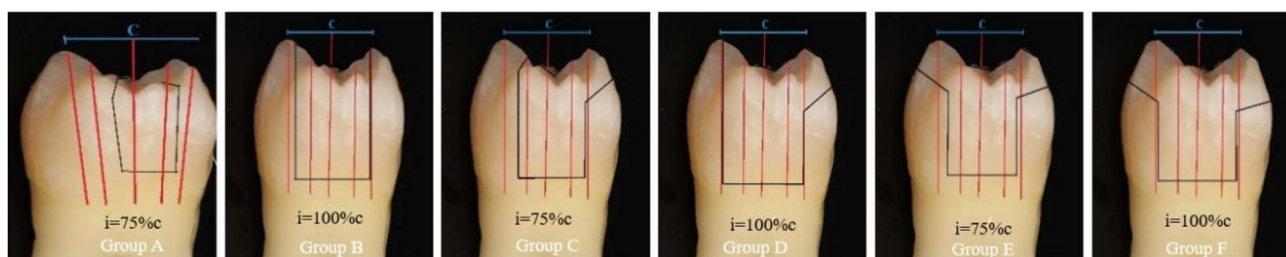 C
i=75%c
Group A
C
i=100%c
Group B
C
i=75%c
Group C
C
i=100%c
Group D
C
i=75%c
Group E
C
i=100%c
Group F